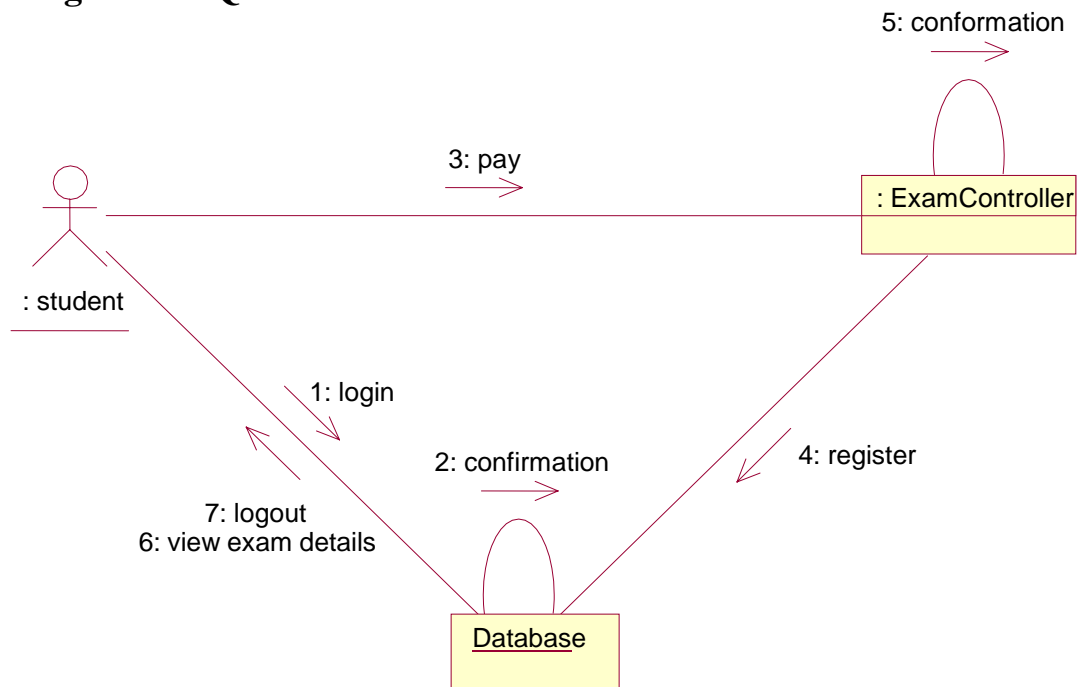 5: conformation
3: pay
: ExamController
: student
1: login
2: confirmation
4: register
7: logout
6: view exam details
Database